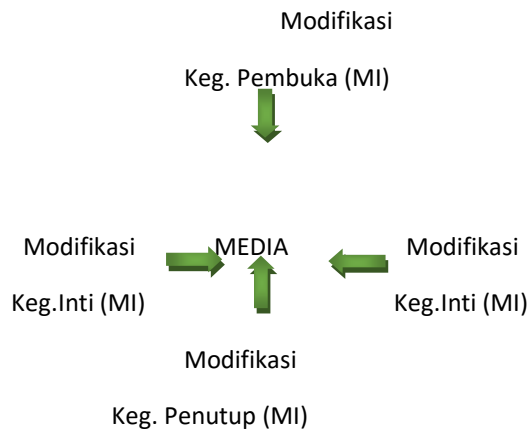 Modifikasi
Keg. Pembuka (MI)
Modifikasi
Keg.Inti (MI)
MEDIA
Modifikasi
Keg.Inti (MI)
Modifikasi
Keg. Penutup (MI)